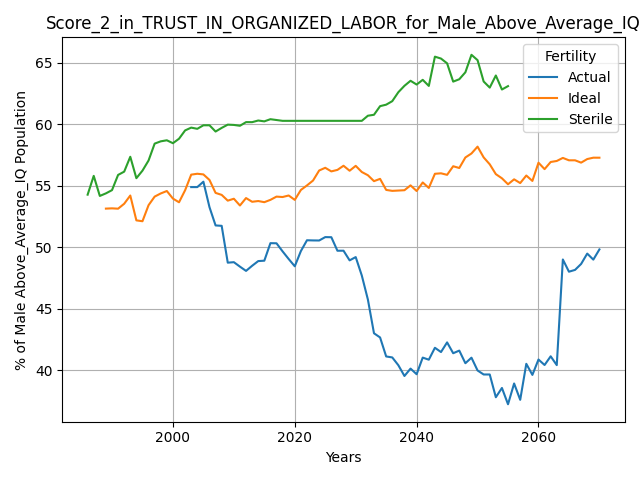 Score_2_in_TRUST_IN_ORGANIZED_LABOR_for_Male_Above_Average_IQ
% of Male Above_Average_IQ Population
65
60
55
50
45
40
Fertility
Actual
Ideal
Sterile
2000
2020
2040
2060
Years